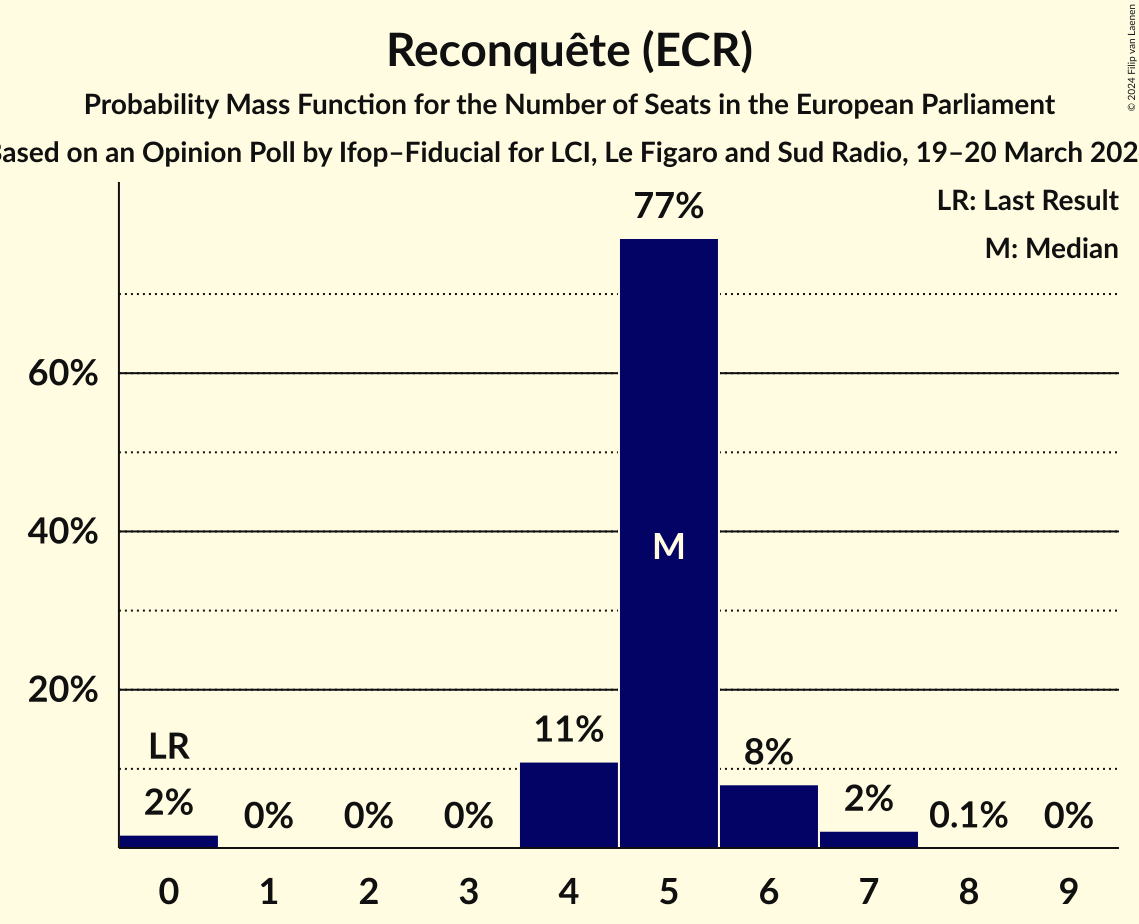 Reconquête (ECR)
Probability Mass Function for the Number of Seats in the European Parliament
ased on an Opinion Poll by Ifop–Fiducial for LCI, Le Figaro and Sud Radio, 19–20 March 202
© 2024 Filip van Laenen
LR: Last Result
M: Median
77%
60%
40%
M
20%
LR
11%
8%
2%
0%
0%
0%
2%
0.1%
0%
0 1 2 3 4 5 6 7 8 9